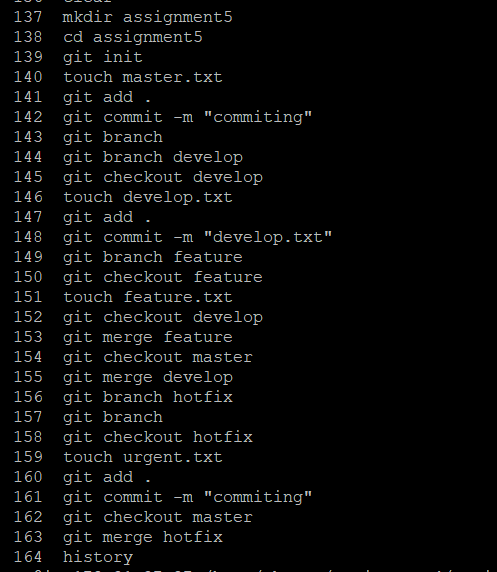 137 mkdir assignment5
138 cd assignment5
139 git init
140 touch master.txt
141 git add .
142 git commit -m "commiting"
143 git branch
144 git branch develop
145 git checkout develop
146 touch develop.txt
147 git add .
148 git commit -m "develop.txt"
149 git branch feature
150 git checkout feature
151 touch feature.txt
152 git checkout develop
153 git merge feature
154 git checkout master
155 git merge develop
156 git branch hotfix
157 git branch
158 git checkout hotfix
159 touch urgent.txt
160 git add .
161 git commit -m "commiting"
162 git checkout master
163 git merge hotfix
164 history